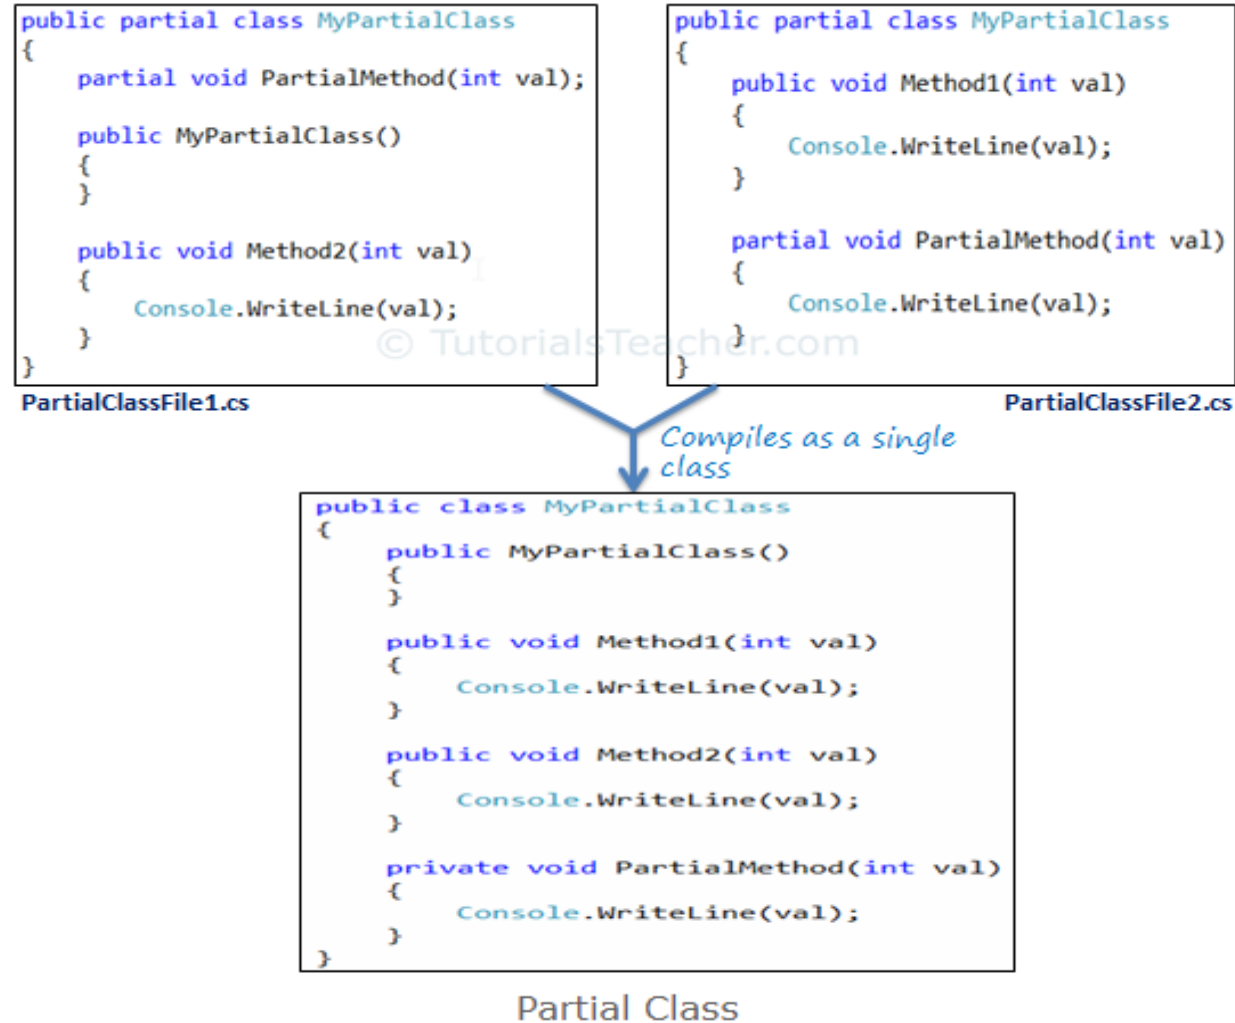 public partial class MyPartialClass
{
    partial void PartialMethod(int val);

    public MyPartialClass()
    {
    }

    public void Method2(int val)
    {
        Console.WriteLine(val);
    }
}
PartialClassFile1.cs
public partial class MyPartialClass
{
    public void Method1(int val)
    {
        Console.WriteLine(val);
    }

    partial void PartialMethod(int val)
    {
        Console.WriteLine(val);
    }
}
PartialClassFile2.cs
© TutorialsTeacher.com
Compiles as a single
class
public class MyPartialClass
{
    public MyPartialClass()
    {
    }

    public void Method1(int val)
    {
        Console.WriteLine(val);
    }

    public void Method2(int val)
    {
        Console.WriteLine(val);
    }

    private void PartialMethod(int val)
    {
        Console.WriteLine(val);
    }
}
Partial Class